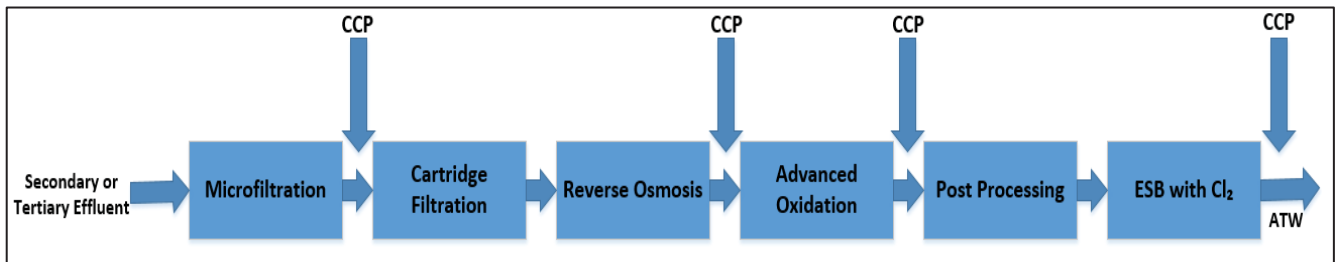 CCP
CCP
CCP
CCP
Secondary or
Tertiary Effluent
Microfiltration
Cartridge
Filtration
Reverse Osmosis
Advanced
Oxidation
Post Processing
ESB with Cl₂
ATW